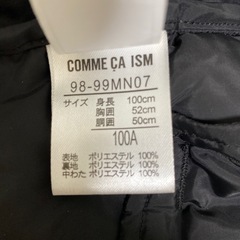 COMME ÇA ISM
98-99MN07
サイズ 身長 100cm
胸囲 52cm
胴囲 50cm
100A
表地 ポリエステル 100%
裏地 ポリエステル 100%
中わた ポリエステル 100%